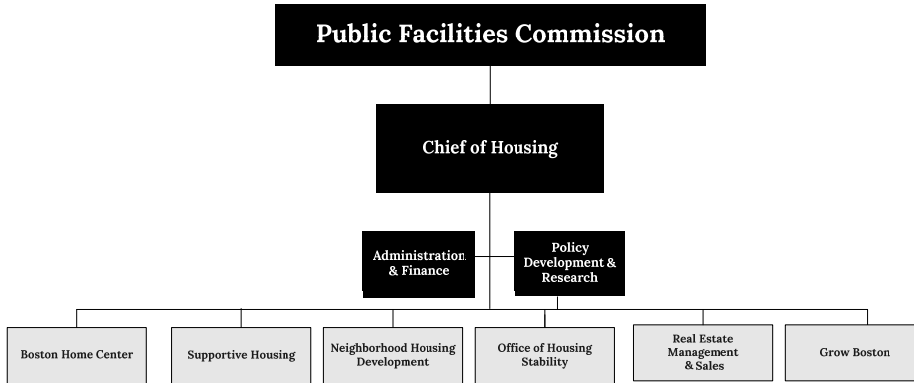 Public Facilities Commission
Chief of Housing
Administration
& Finance
Policy
Development &
Research
Boston Home Center
Supportive Housing
Neighborhood Housing
Development
Office of Housing
Stability
Real Estate
Management
& Sales
Grow Boston